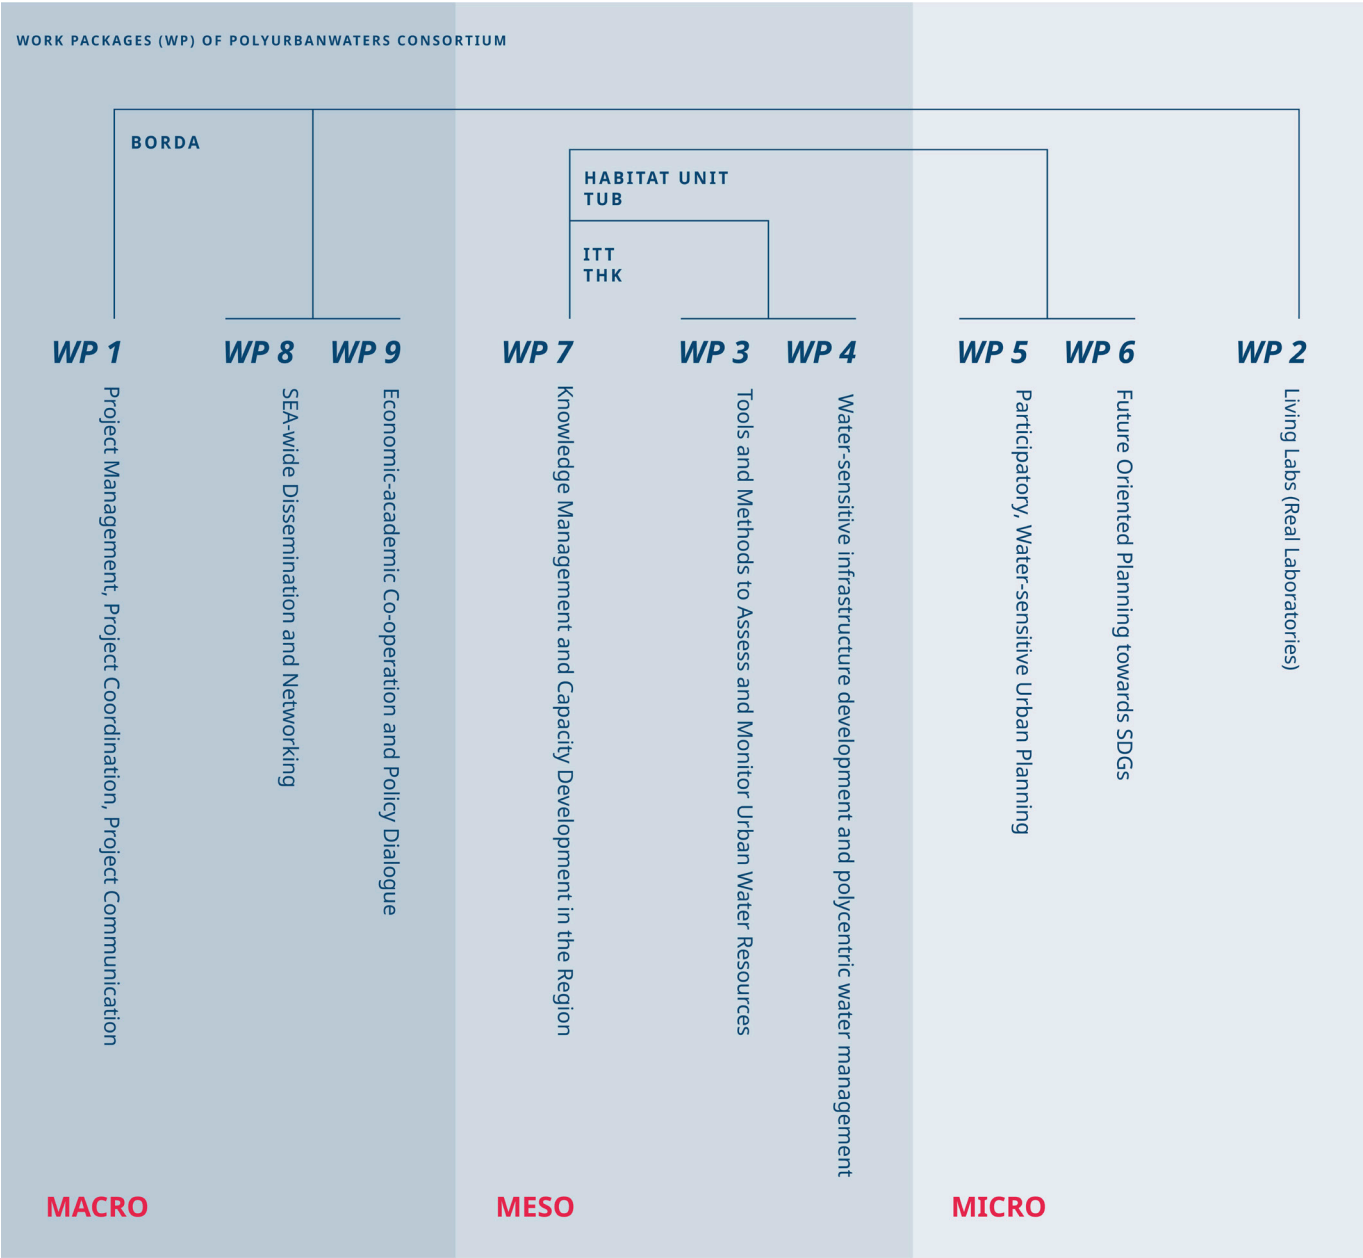 WORK PACKAGES (WP) OF POLYURBANWATERS CONSORTIUM
BORDA
HABITAT UNIT
TUB
ITT
THK
WP 1
Project Management, Project Coordination, Project Communication
WP 8
SEA-wide Dissemination and Networking
WP 9
Economic-academic Co-operation and Policy Dialogue
WP 7
Knowledge Management and Capacity Development in the Region
WP 3
Tools and Methods to Assess and Monitor Urban Water Resources
WP 4
Water-sensitive infrastructure development and polycentric water management
WP 5
Participatory, Water-sensitive Urban Planning
WP 6
Future Oriented Planning towards SDGs
WP 2
Living Labs (Real Laboratories)
MACRO
MESO
MICRO